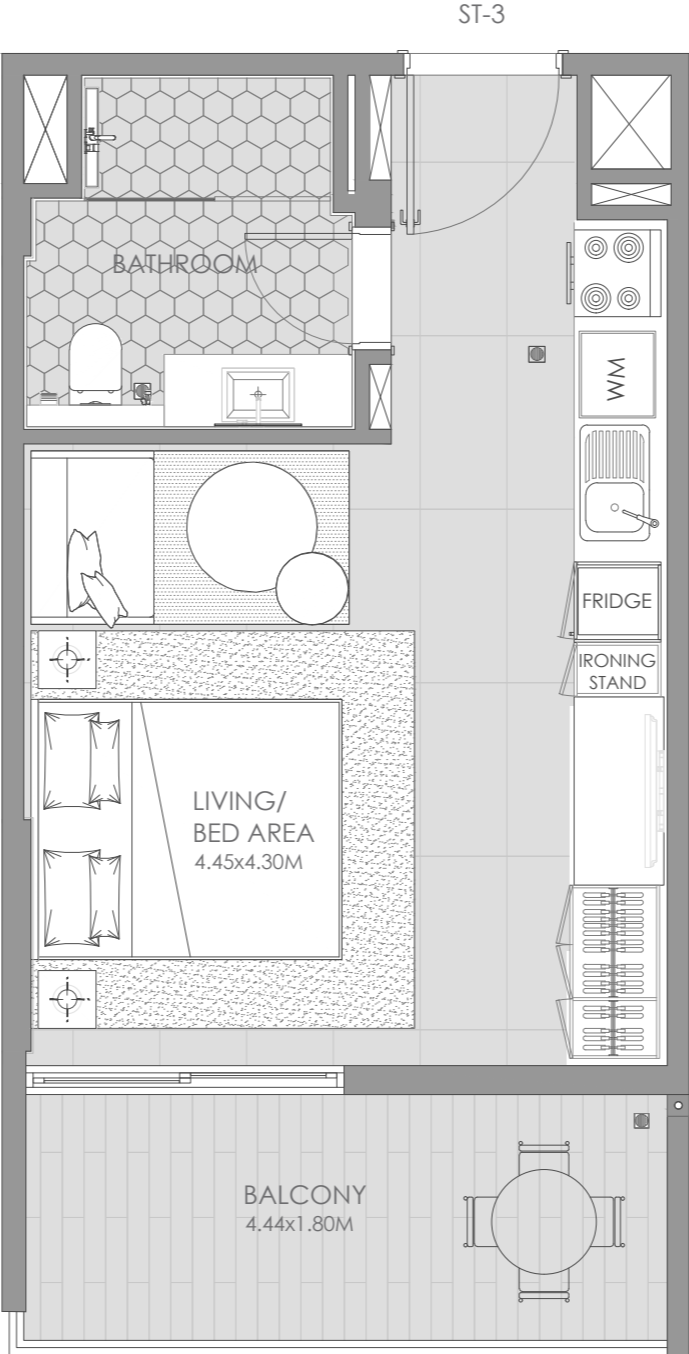 ST-3
BATHROOM
WM
FRIDGE
IRONING
STAND
LIVING/
BED AREA
4.45x4.30M
BALCONY
4.44x1.80M